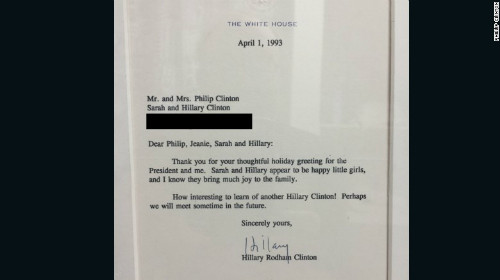 THE WHITE HOUSE
April 1, 1993
Mr. and Mrs. Philip Clinton
Sarah and Hillary Clinton
Dear Philip, Jeanie, Sarah and Hillary:
Thank you for your thoughtful holiday greeting for the
President and me. Sarah and Hillary appear to be happy little girls,
and I know they bring much joy to the family.
How interesting to learn of another Hillary Clinton! Perhaps
we will meet sometime in the future.
Sincerely yours,
Hillary
Hillary Rodham Clinton